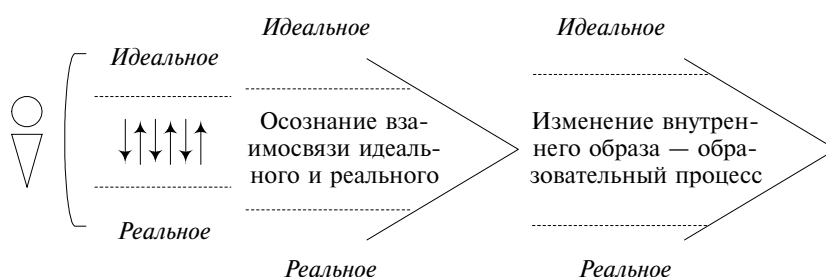 Идеальное
Реальное
Идеальное
Осознание вза-
имосвязи идеаль-
ного и реального
Реальное
Идеальное
Изменение внутрен-
него образа — обра-
зовательный процесс
Реальное